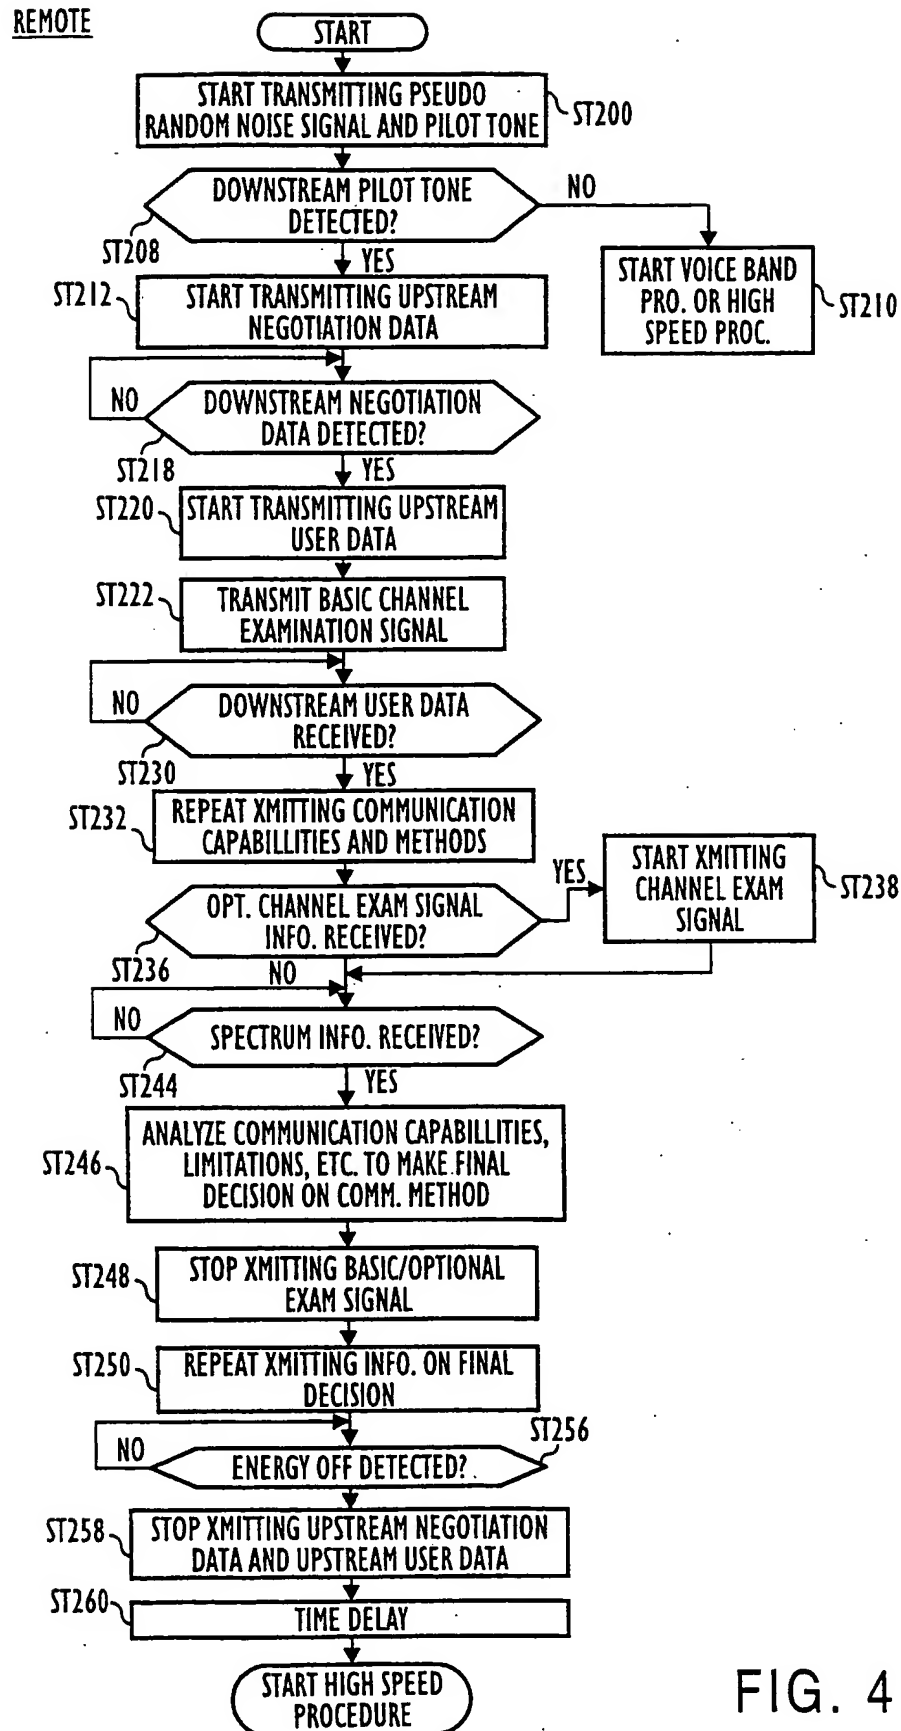 REMOTE
START
START TRANSMITTING PSEUDO
RANDOM NOISE SIGNAL AND PILOT TONE
ST200
DOWNSTREAM PILOT TONE
DETECTED?
NO
ST208
YES
START VOICE BAND
PRO. OR HIGH
SPEED PROC.
ST210
ST212
START TRANSMITTING UPSTREAM
NEGOTIATION DATA
NO
DOWNSTREAM NEGOTIATION
DATA DETECTED?
ST218
YES
ST220
START TRANSMITTING UPSTREAM
USER DATA
ST222
TRANSMIT BASIC CHANNEL
EXAMINATION SIGNAL
NO
DOWNSTREAM USER DATA
RECEIVED?
ST230
YES
ST232
REPEAT XMITTING COMMUNICATION
CAPABILLITIES AND METHODS
OPT. CHANNEL EXAM SIGNAL
INFO. RECEIVED?
YES
START XMITTING
CHANNEL EXAM
SIGNAL
ST238
ST236
NO
NO
SPECTRUM INFO. RECEIVED?
ST244
YES
ST246
ANALYZE COMMUNICATION CAPABILLITIES,
LIMITATIONS, ETC. TO MAKE FINAL
DECISION ON COMM. METHOD
ST248
STOP XMITTING BASIC/OPTIONAL
EXAM SIGNAL
ST250
REPEAT XMITTING INFO. ON FINAL
DECISION
NO
ENERGY OFF DETECTED?
ST256
ST258
STOP XMITTING UPSTREAM NEGOTIATION
DATA AND UPSTREAM USER DATA
ST260
TIME DELAY
START HIGH SPEED
PROCEDURE
FIG. 4